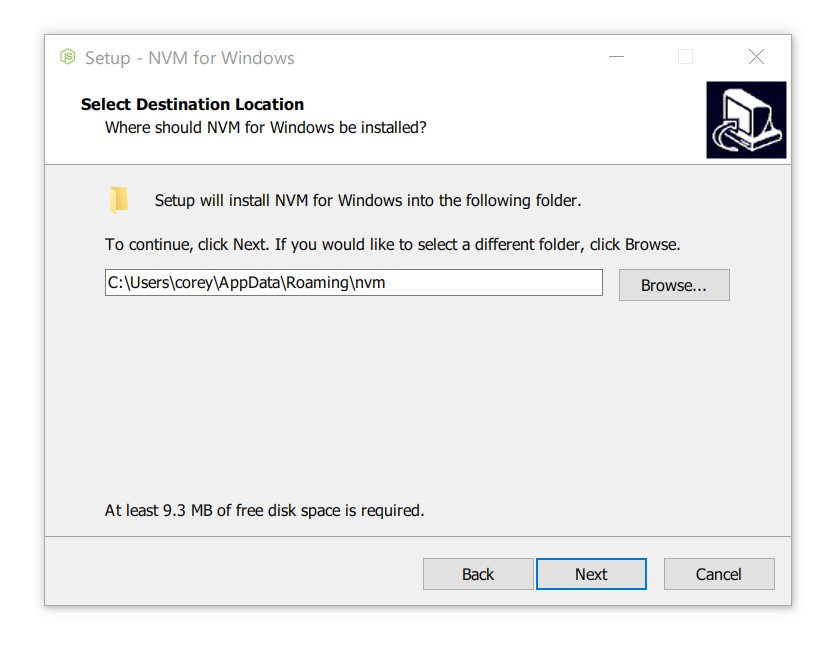 Setup - NVM for Windows
Select Destination Location
Where should NVM for Windows be installed?
Setup will install NVM for Windows into the following folder.
To continue, click Next. If you would like to select a different folder, click Browse.
C:\Users\corey\AppData\Roaming\nvm
Browse...
At least 9.3 MB of free disk space is required.
Back
Next
Cancel